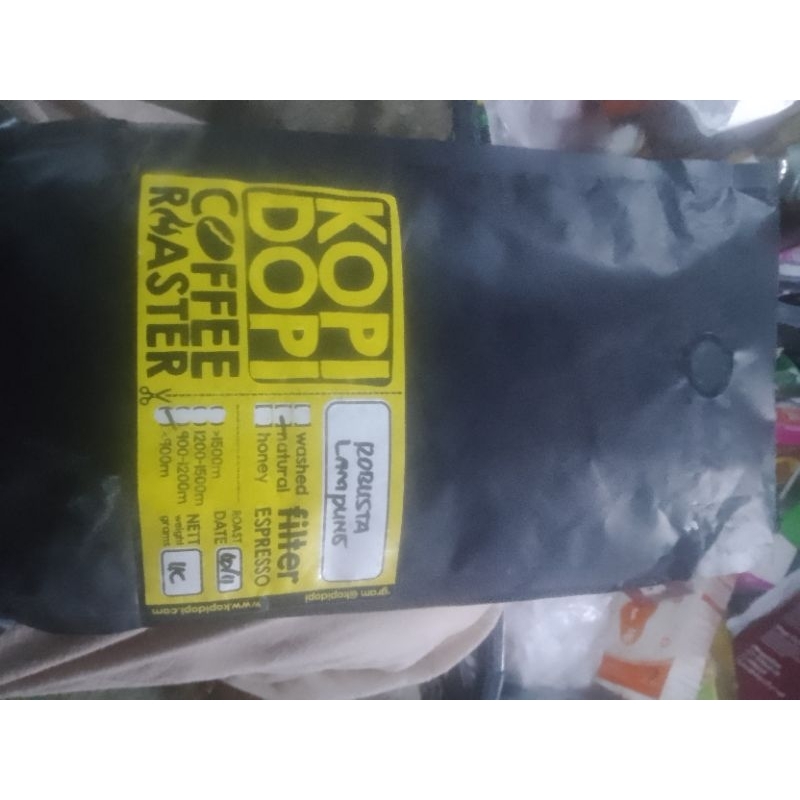 KOPI
DOPI
COFFEE
ROASTER
ROBUSTA
LAMPUNG
washed
natural
honey
filter
ESPRESSO
>1500m
1200-1500m
900-1200m
<900m
ROAST
DATE
NETT
weight
grams
gram @kopidopi
www.kopidopi.com